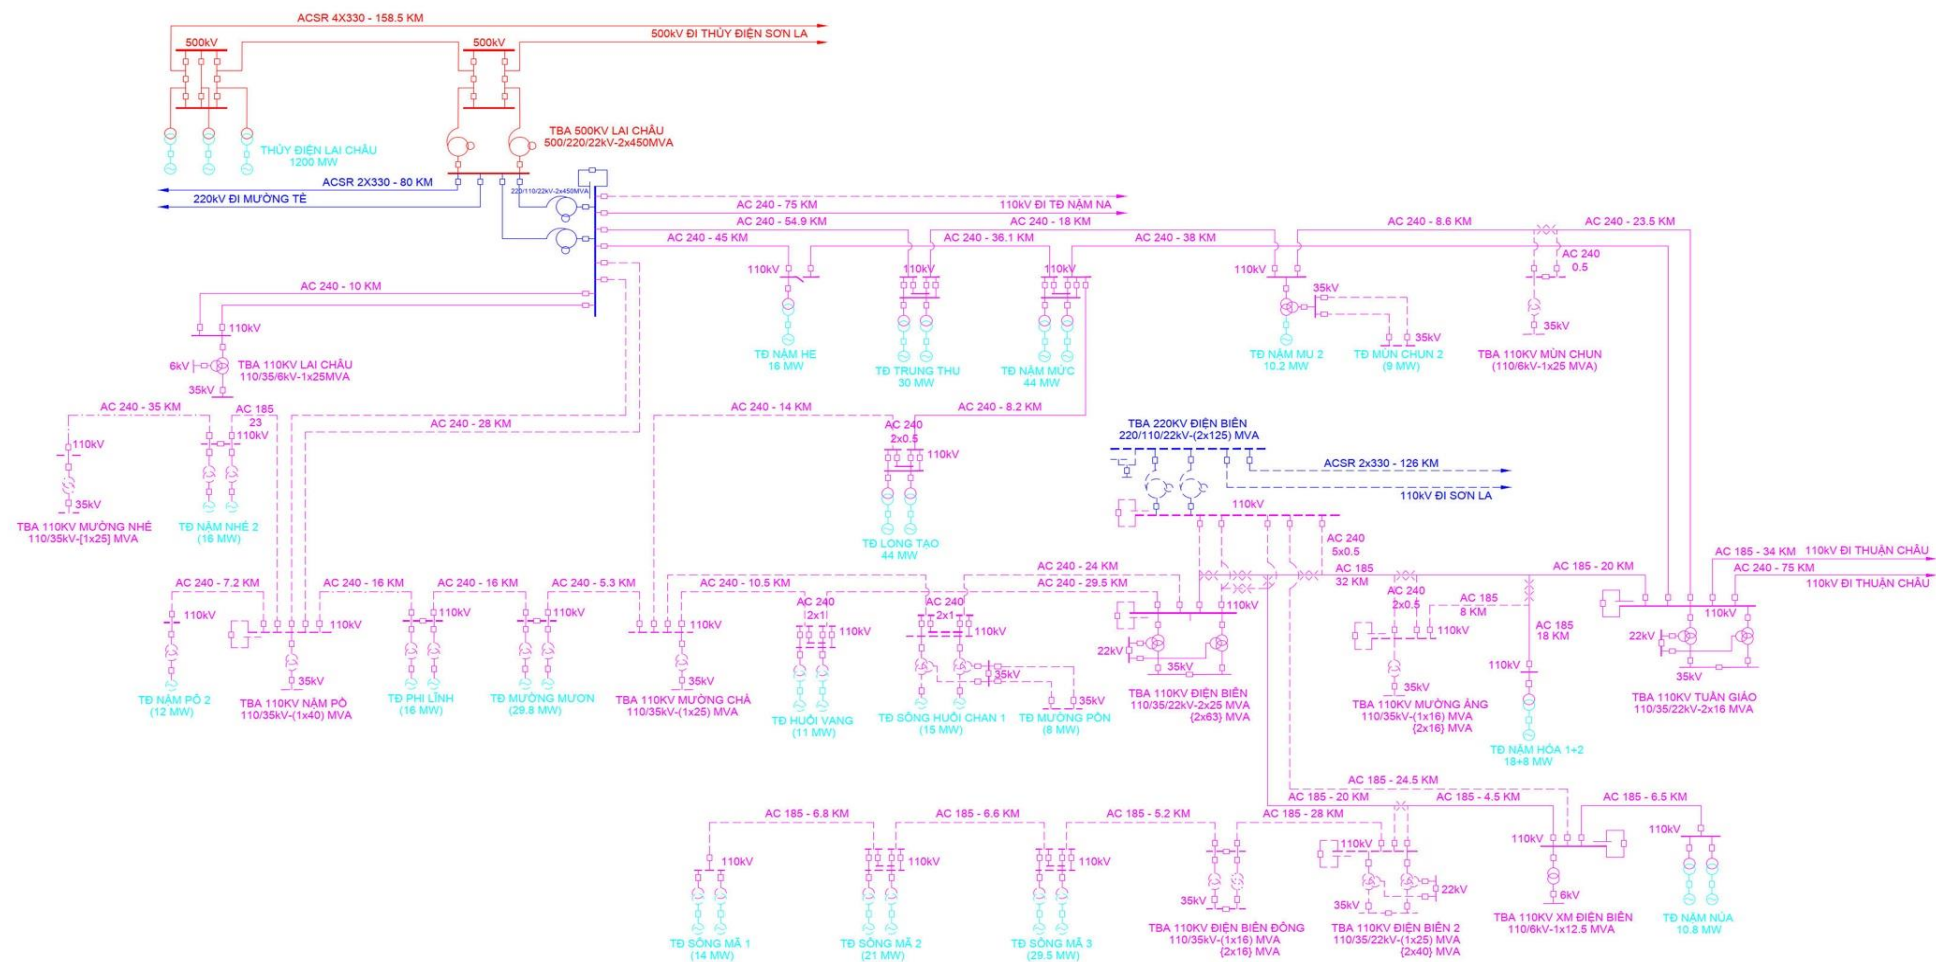 ACSR 4X330 - 158.5 KM
500kV ĐI THỦY ĐIỆN SƠN LA
500kV
500kV
TBA 500KV LAI CHÂU
500/220/22kV-2x450MVA
THỦY ĐIỆN LAI CHÂU
1200 MW
ACSR 2X330 - 80 KM
220kV ĐI MƯỜNG TÈ
220/110/22kV-2x450MVA
AC 240 - 75 KM
110kV ĐI TĐ NẬM NA
AC 240 - 54.9 KM
AC 240 - 18 KM
AC 240 - 8.6 KM
AC 240 - 23.5 KM
AC 240 - 45 KM
AC 240 - 36.1 KM
AC 240 - 38 KM
AC 240
0.5
110kV
110kV
110kV
110kV
35kV
35kV
35kV
AC 240 - 10 KM
110kV
6kV
TBA 110KV LAI CHÂU
110/35/6kV-1x25MVA
35kV
TĐ NẬM HE
16 MW
TĐ TRUNG THU
30 MW
TĐ NẬM MỨC
44 MW
TĐ NẬM MU 2
10.2 MW
TĐ MÙN CHUN 2
(9 MW)
TBA 110KV MÙN CHUN
(110/6kV-1x25 MVA)
AC 240 - 35 KM
AC 185
23
110kV
110kV
AC 240 - 28 KM
AC 240 - 14 KM
AC 240 - 8.2 KM
AC 240
2x0.5
110kV
35kV
TBA 110KV MƯỜNG NHÉ
110/35kV-[1x25] MVA
TĐ NẬM NHÉ 2
(16 MW)
TĐ LONG TẠO
44 MW
TBA 220KV ĐIỆN BIÊN
220/110/22kV-(2x125) MVA
ACSR 2x330 - 126 KM
110kV ĐI SƠN LA
110kV
AC 240
5x0.5
AC 185
32 KM
AC 185 - 20 KM
AC 185 - 34 KM
110kV ĐI THUẬN CHÂU
AC 240 - 75 KM
110kV ĐI THUẬN CHÂU
AC 240 - 7.2 KM
AC 240 - 16 KM
AC 240 - 16 KM
AC 240 - 5.3 KM
AC 240 - 10.5 KM
AC 240 - 24 KM
AC 240 - 29.5 KM
AC 240
2x1
AC 240
2x1
AC 240
2x0.5
AC 185
8 KM
AC 185
18 KM
110kV
110kV
110kV
110kV
110kV
110kV
110kV
110kV
110kV
110kV
110kV
22kV
35kV
22kV
35kV
35kV
35kV
35kV
35kV
35kV
TĐ NẬM PỒ 2
(12 MW)
TBA 110KV NẬM PỒ
110/35kV-(1x40) MVA
TĐ PHI LĨNH
(16 MW)
TĐ MƯỜNG MƯƠN
(29.8 MW)
TBA 110KV MƯỜNG CHÀ
110/35kV-(1x25) MVA
TĐ HUỔI VANG
(11 MW)
TĐ SÔNG HUỔI CHAN 1
(15 MW)
TĐ MƯỜNG PỒN
(8 MW)
TBA 110KV ĐIỆN BIÊN
110/35/22kV-2x25 MVA
{2x63} MVA
TBA 110KV MƯỜNG ẢNG
110/35kV-(1x16) MVA
{2x16} MVA
TĐ NẬM HÓA 1+2
18+8 MW
TBA 110KV TUẦN GIÁO
110/35/22kV-2x16 MVA
AC 185 - 24.5 KM
AC 185 - 20 KM
AC 185 - 4.5 KM
AC 185 - 6.5 KM
AC 185 - 6.8 KM
AC 185 - 6.6 KM
AC 185 - 5.2 KM
AC 185 - 28 KM
110kV
110kV
110kV
110kV
110kV
110kV
35kV
35kV
22kV
6kV
TĐ SÔNG MÃ 1
(14 MW)
TĐ SÔNG MÃ 2
(21 MW)
TĐ SÔNG MÃ 3
(29.5 MW)
TBA 110KV ĐIỆN BIÊN ĐÔNG
110/35kV-(1x16) MVA
{2x16} MVA
TBA 110KV ĐIỆN BIÊN 2
110/35/22kV-(1x25) MVA
{2x40} MVA
TBA 110KV XM ĐIỆN BIÊN
110/6kV-1x12.5 MVA
TĐ NẬM NÚA
10.8 MW